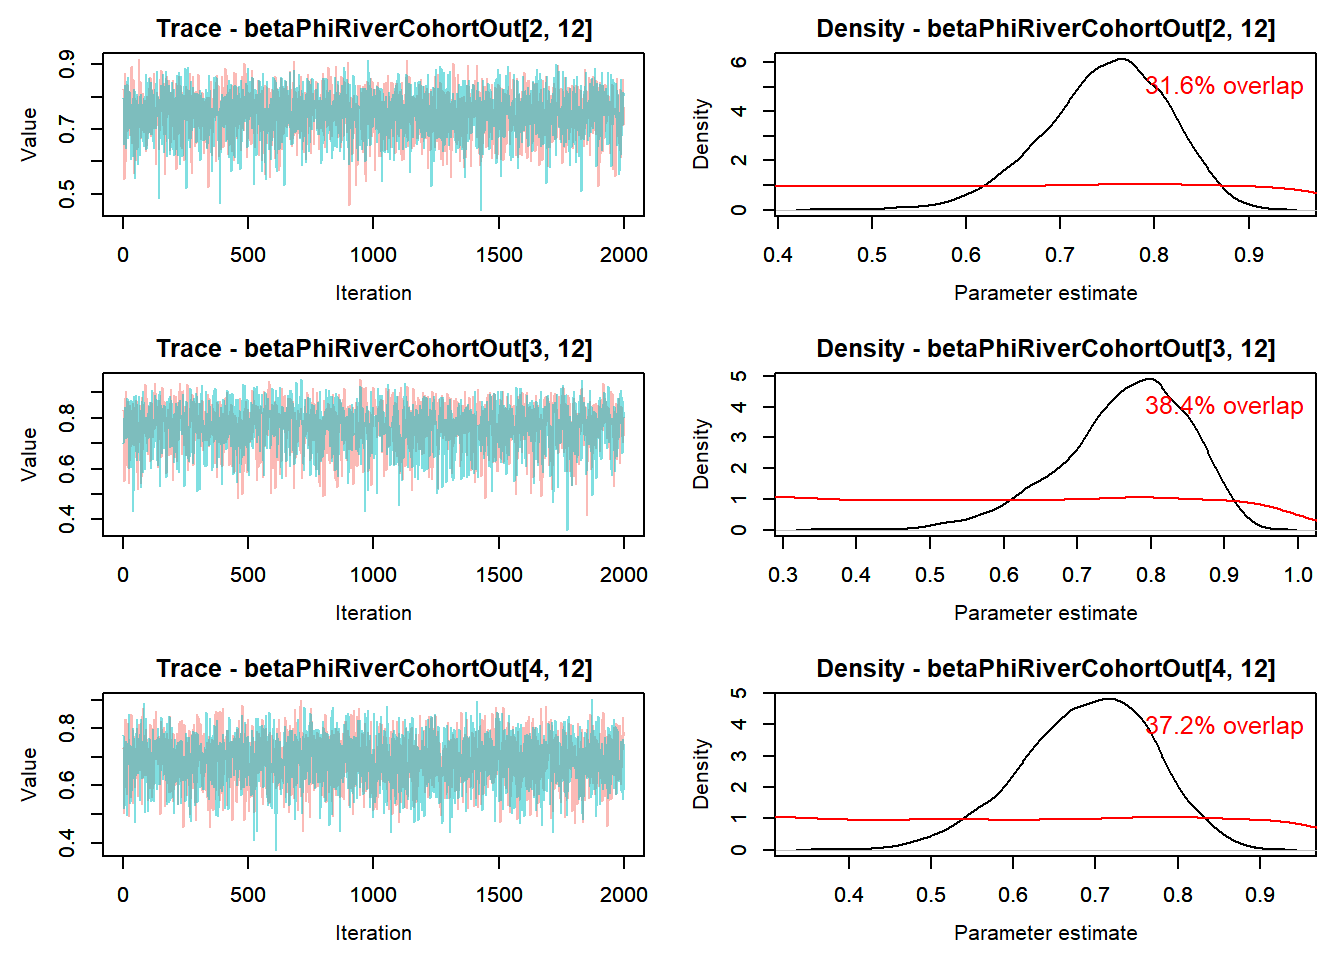 Trace - betaPhiRiverCohortOut[2, 12]
Value
0.5 0.7 0.9
0 500 1000 1500 2000
Iteration
Density - betaPhiRiverCohortOut[2, 12]
31.6% overlap
Density
0 2 4 6
0.4 0.5 0.6 0.7 0.8 0.9
Parameter estimate
Trace - betaPhiRiverCohortOut[3, 12]
Value
0.4 0.6 0.8
0 500 1000 1500 2000
Iteration
Density - betaPhiRiverCohortOut[3, 12]
38.4% overlap
Density
0 1 2 3 4 5
0.3 0.4 0.5 0.6 0.7 0.8 0.9 1.0
Parameter estimate
Trace - betaPhiRiverCohortOut[4, 12]
Value
0.4 0.6 0.8
0 500 1000 1500 2000
Iteration
Density - betaPhiRiverCohortOut[4, 12]
37.2% overlap
Density
0 1 2 3 4 5
0.4 0.5 0.6 0.7 0.8 0.9
Parameter estimate